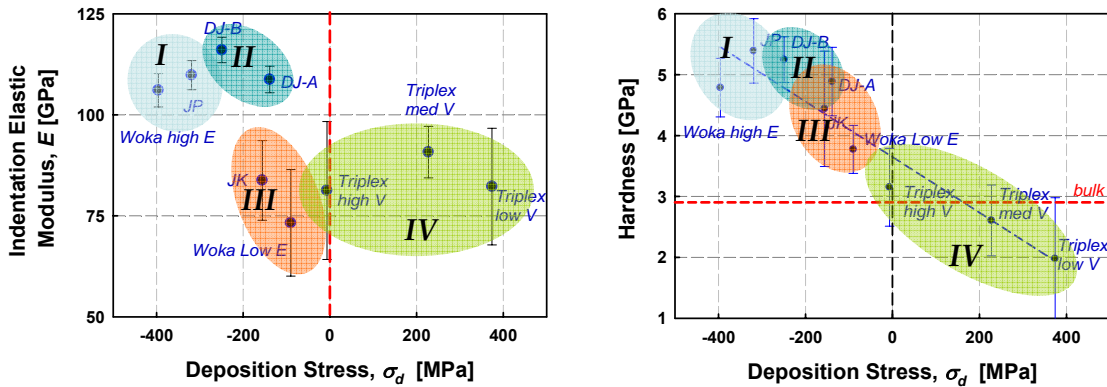 Indentation Elastic
Modulus, E [GPa]
150
125
100
75
50
-400
-200
0
200
400
Deposition Stress, σd [MPa]
DJ-B
I
II
DJ-A
JP
Woka high E
Triplex
med V
JK
III
Triplex
high V
Triplex
low V
IV
Woka Low E
Hardness [GPa]
6
5
4
3
2
1
-400
-200
0
200
400
Deposition Stress, σd [MPa]
I
JP
DJ-B
II
DJ-A
Woka high E
III
JK
Woka Low E
bulk
Triplex
high V
Triplex
med V
IV
Triplex
low V